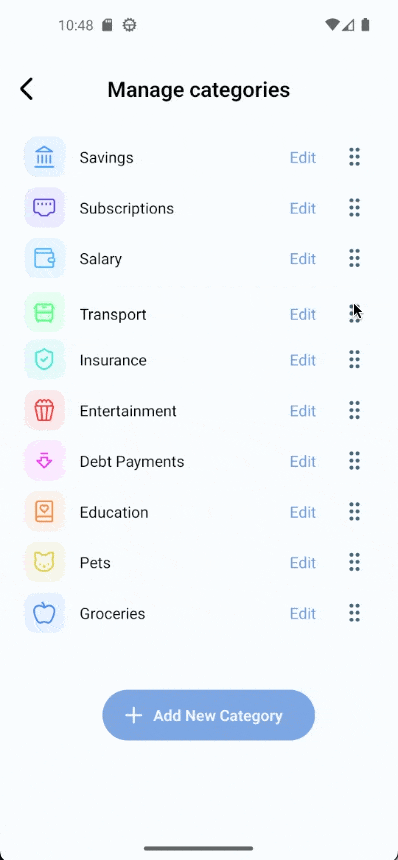 10:48
Manage categories
Savings Edit
Subscriptions Edit
Salary Edit
Transport Edit
Insurance Edit
Entertainment Edit
Debt Payments Edit
Education Edit
Pets Edit
Groceries Edit
Add New Category